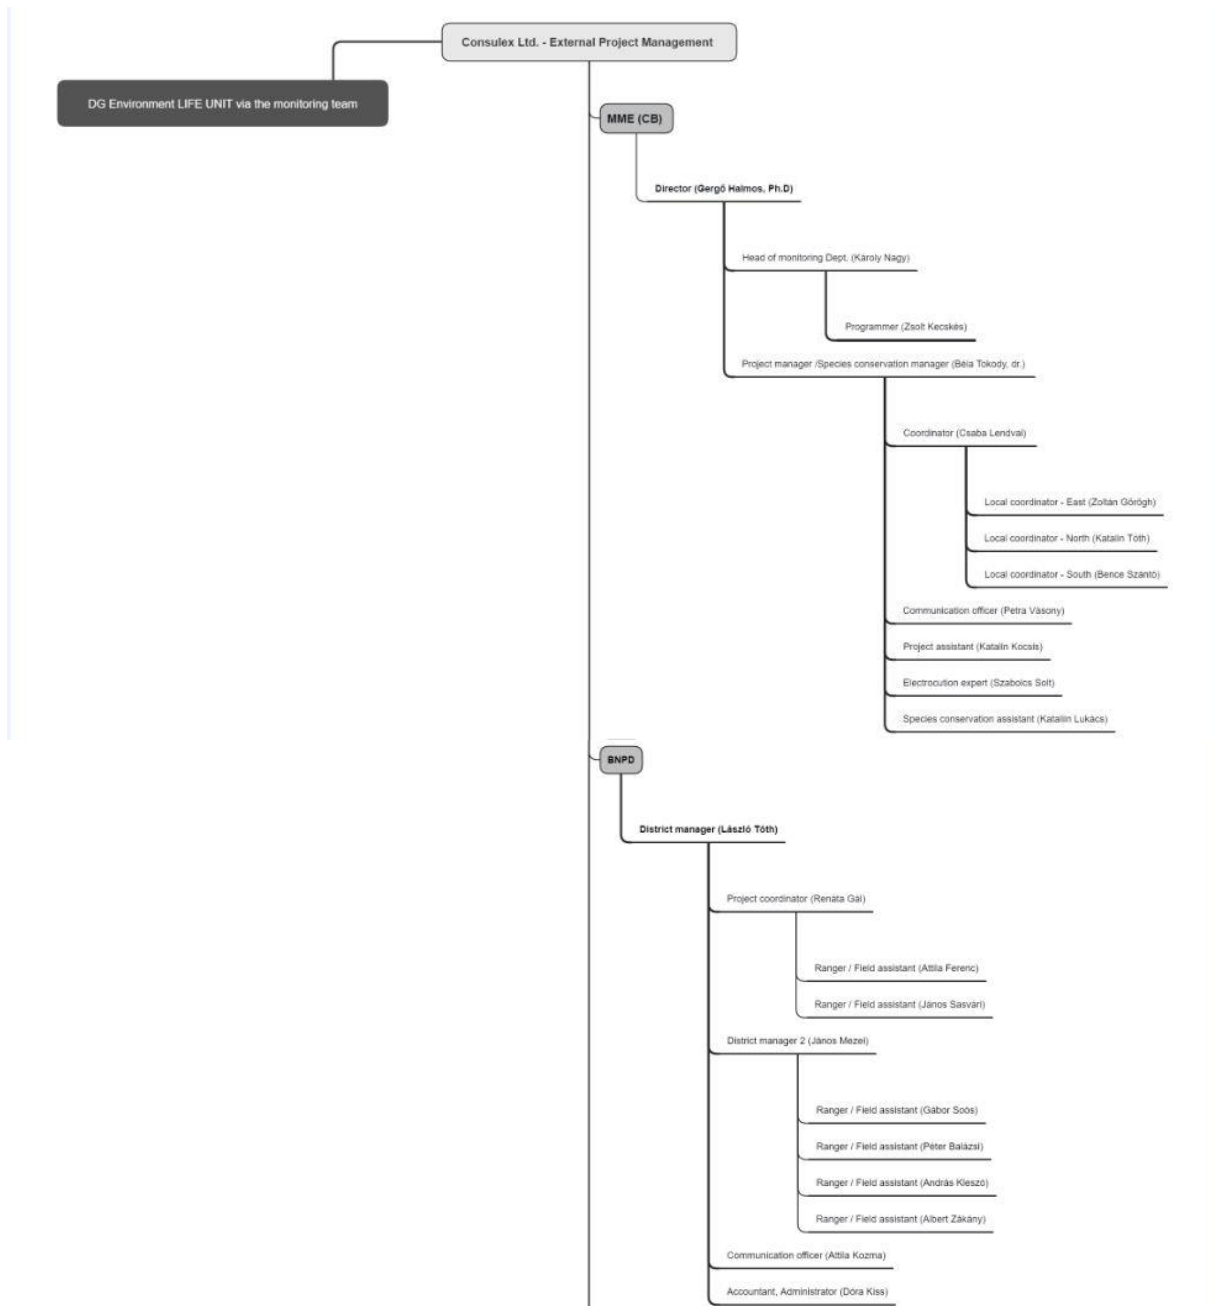 Consulex Ltd. - External Project Management
DG Environment LIFE UNIT via the monitoring team
MME (CB)
Director (Gergő Halmos, Ph.D)
Head of monitoring Dept. (Károly Nagy)
Programmer (Zsolt Kecskés)
Project manager /Species conservation manager (Béla Tokody, dr.)
Coordinator (Csaba Lendvai)
Local coordinator - East (Zoltán Görögh)
Local coordinator - North (Katalin Tóth)
Local coordinator - South (Bence Szántó)
Communication officer (Petra Vásony)
Project assistant (Katalin Kocsis)
Electrocution expert (Szabolcs Solt)
Species conservation assistant (Katalin Lukács)
BNPD
District manager (László Tóth)
Project coordinator (Renáta Gál)
Ranger / Field assistant (Attila Ferenc)
Ranger / Field assistant (János Sasvári)
District manager 2 (János Mezei)
Ranger / Field assistant (Gábor Soós)
Ranger / Field assistant (Péter Balázsi)
Ranger / Field assistant (András Kleszó)
Ranger / Field assistant (Albert Zákány)
Communication officer (Attila Kozma)
Accountant, Administrator (Dóra Kiss)